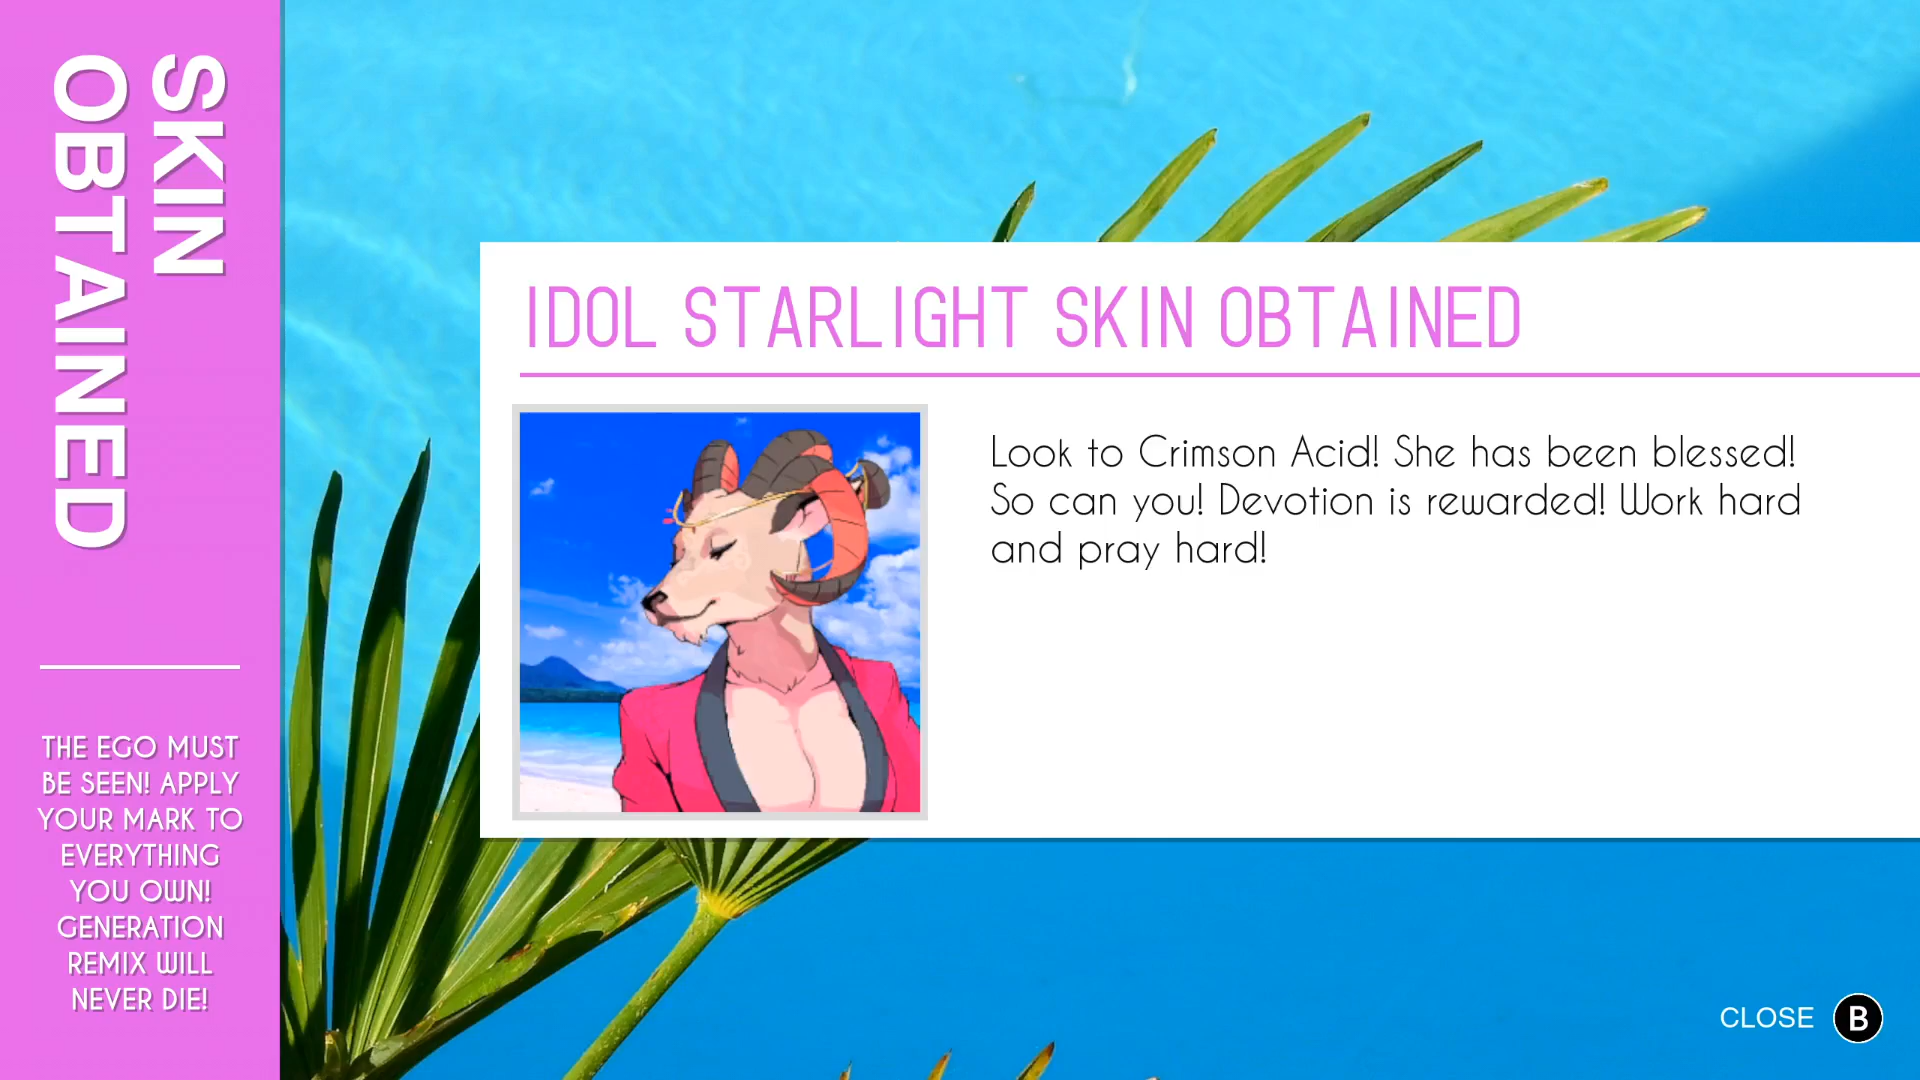 SKIN
OBTAINED
THE EGO MUST
BE SEEN! APPLY
YOUR MARK TO
EVERYTHING
YOU OWN!
GENERATION
REMIX WILL
NEVER DIE!
IDOL STARLIGHT SKIN OBTAINED
Look to Crimson Acid! She has been blessed!
So can you! Devotion is rewarded! Work hard
and pray hard!
CLOSE B